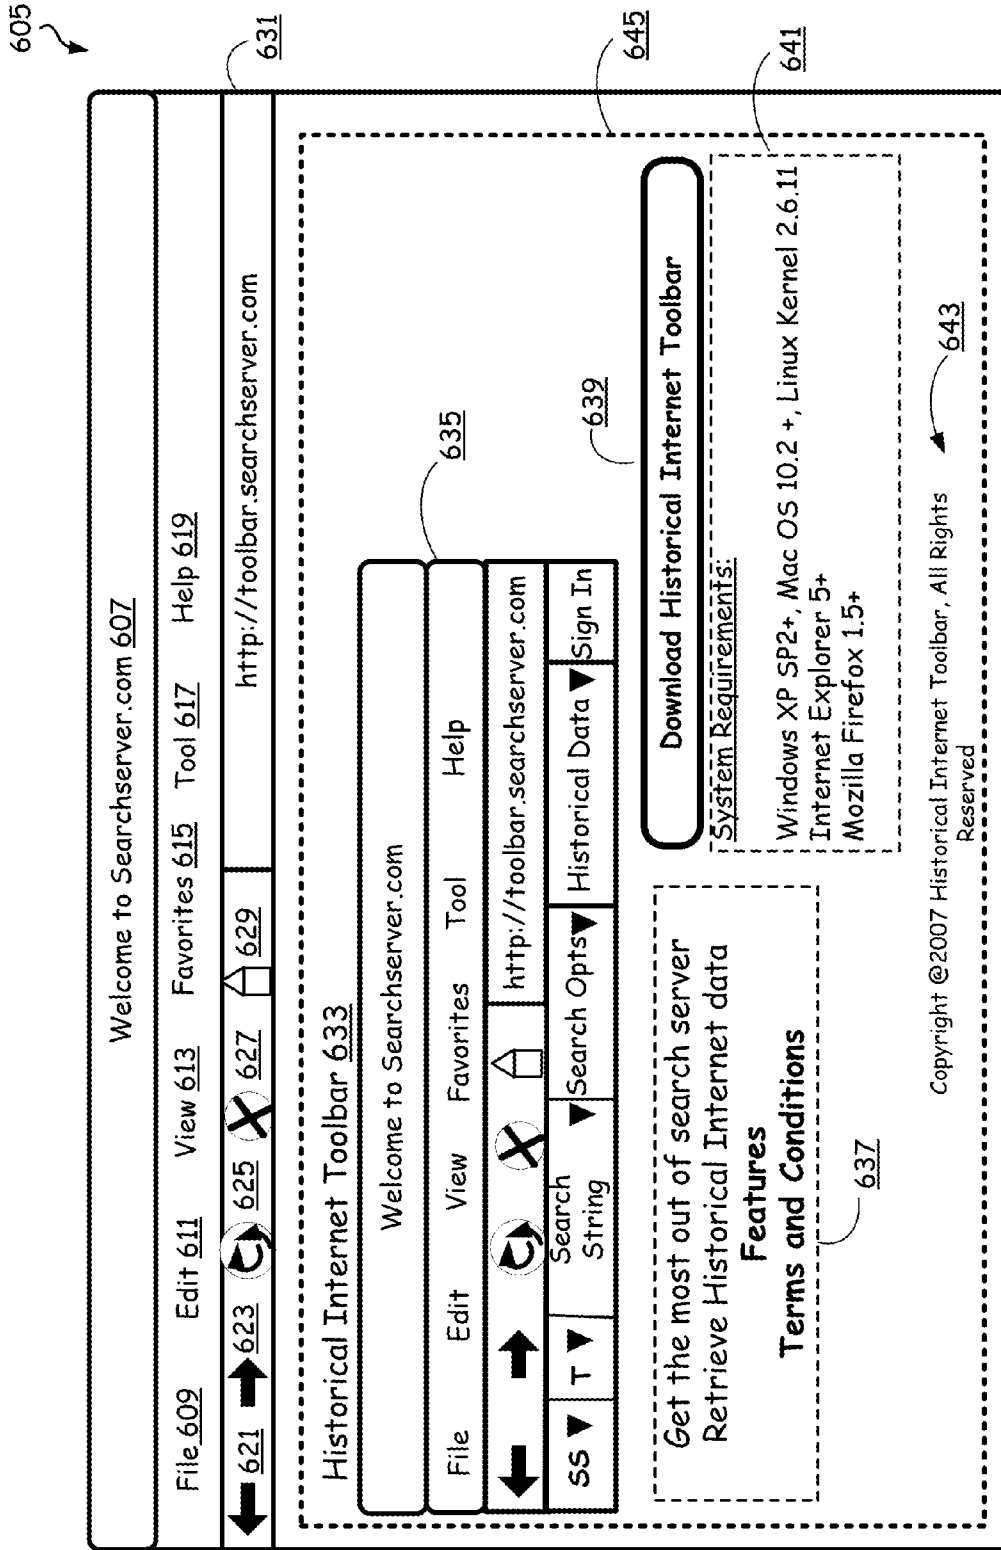 605
Welcome to Searchserver.com 607
File 609 Edit 611 View 613 Favorites 615 Tool 617 Help 619
621 623 625 627 629 http://toolbar.searchserver.com 631
Historical Internet Toolbar 633
Welcome to Searchserver.com
File Edit View Favorites Tool Help
635
http://toolbar.searchserver.com
SS T Search String Search Opts Historical Data Sign In
645
639
Download Historical Internet Toolbar
641
Get the most out of search server
Retrieve Historical Internet data
Features
Terms and Conditions
637
System Requirements:
Windows XP SP2+, Mac OS 10.2 +, Linux Kernel 2.6.11
Internet Explorer 5+
Mozilla Firefox 1.5+
Copyright @2007 Historical Internet Toolbar, All Rights
Reserved
643